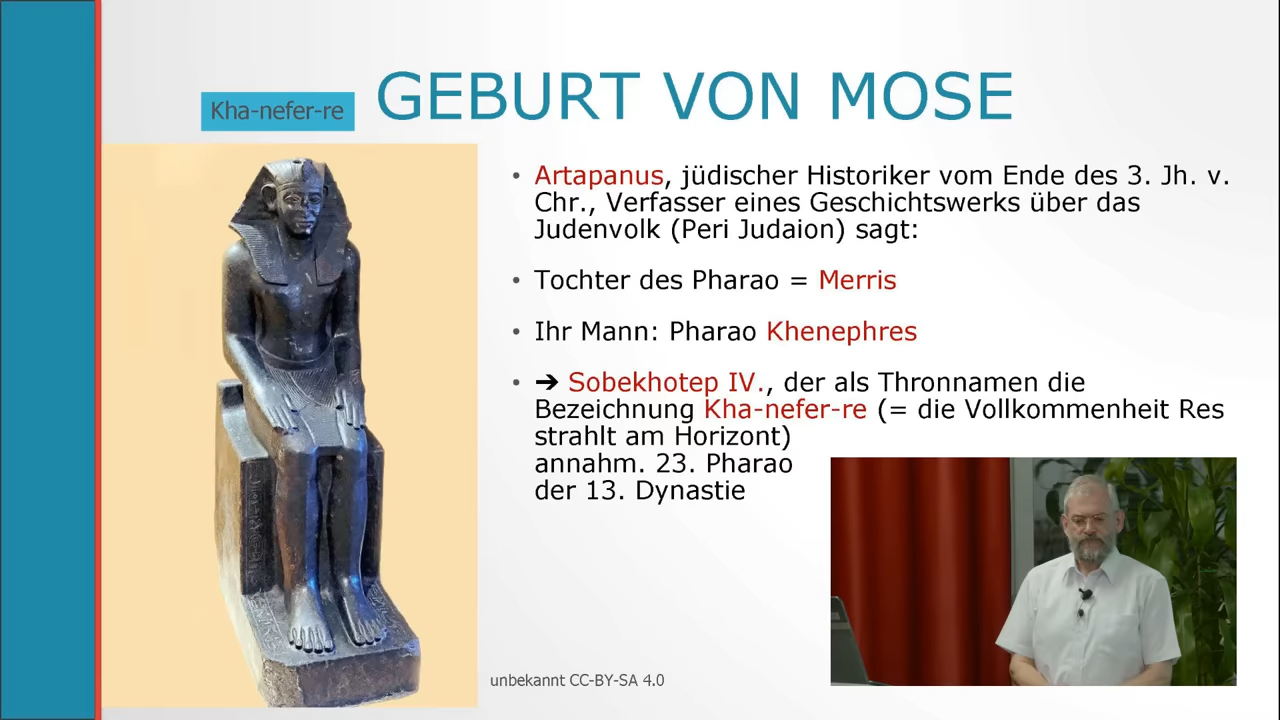 Kha-nefer-re
GEBURT VON MOSE
• Artapanus, jüdischer Historiker vom Ende des 3. Jh. v.
Chr., Verfasser eines Geschichtswerks über das
Judenvolk (Peri Judaion) sagt:
• Tochter des Pharao = Merris
• Ihr Mann: Pharao Khenephres
• ➔ Sobekhotep IV., der als Thronnamen die
Bezeichnung Kha-nefer-re (= die Vollkommenheit Res
strahlt am Horizont)
annahm. 23. Pharao
der 13. Dynastie
unbekannt CC-BY-SA 4.0